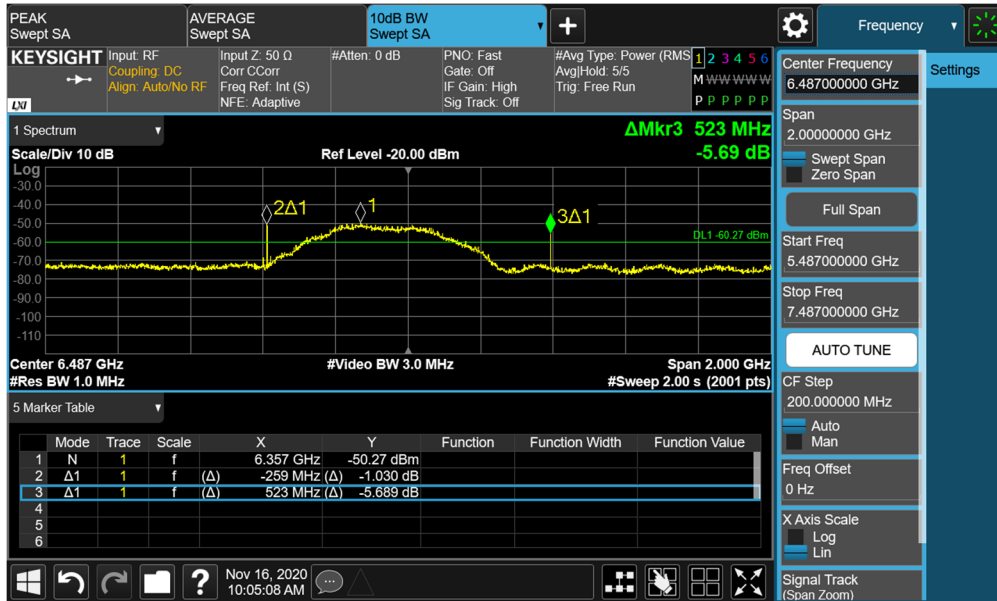 PEAK
Swept SA
AVERAGE
Swept SA
10dB BW
Swept SA
Frequency
KEYSIGHT
LXI
Input: RF
Coupling: DC
Align: Auto/No RF
Input Z: 50 Ω
Corr CCorr
Freq Ref: Int (S)
NFE: Adaptive
#Atten: 0 dB
PNO: Fast
Gate: Off
IF Gain: High
Sig Track: Off
#Avg Type: Power (RMS
Avg|Hold: 5/5
Trig: Free Run
1 2 3 4 5 6
M W W W W W
P P P P P P
1 Spectrum
Scale/Div 10 dB
Ref Level -20.00 dBm
ΔMkr3 523 MHz
-5.69 dB
Log
-30.0
-40.0
-50.0
-60.0
-70.0
-80.0
-90.0
-100
-110
2Δ1
1
3Δ1
DL1 -60.27 dBm
Center 6.487 GHz
#Video BW 3.0 MHz
Span 2.000 GHz
#Res BW 1.0 MHz
#Sweep 2.00 s (2001 pts)
5 Marker Table
Mode Trace Scale X Y Function Function Width Function Value
1 N 1 f 6.357 GHz -50.27 dBm
2 Δ1 1 f (Δ) -259 MHz (Δ) -1.030 dB
3 Δ1 1 f (Δ) 523 MHz (Δ) -5.689 dB
4
5
6
Nov 16, 2020
10:05:08 AM
Settings
Center Frequency
6.487000000 GHz
Span
2.00000000 GHz
Swept Span
Zero Span
Full Span
Start Freq
5.487000000 GHz
Stop Freq
7.487000000 GHz
AUTO TUNE
CF Step
200.000000 MHz
Auto
Man
Freq Offset
0 Hz
X Axis Scale
Log
Lin
Signal Track
(Span Zoom)